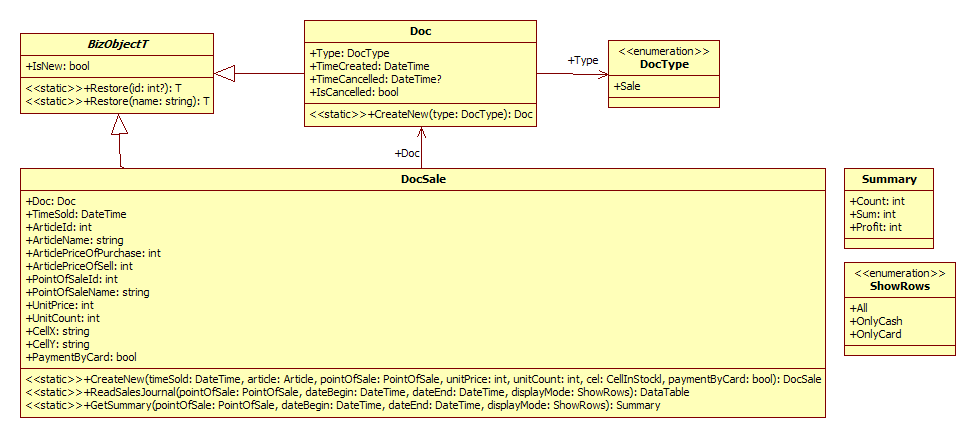 BizObjectT
+IsNew: bool
<<static>>+Restore(id: int?): T
<<static>>+Restore(name: string): T
Doc
+Type: DocType
+TimeCreated: DateTime
+TimeCancelled: DateTime?
+IsCancelled: bool
<<static>>+CreateNew(type: DocType): Doc
+Type
<<enumeration>>
DocType
+Sale
+Doc
DocSale
+Doc: Doc
+TimeSold: DateTime
+ArticleId: int
+ArticleName: string
+ArticlePriceOfPurchase: int
+ArticlePriceOfSell: int
+PointOfSaleId: int
+PointOfSaleName: string
+UnitPrice: int
+UnitCount: int
+CellX: string
+CellY: string
+PaymentByCard: bool
<<static>>+CreateNew(timeSold: DateTime, article: Article, pointOfSale: PointOfSale, unitPrice: int, unitCount: int, cel: CellInStockI, paymentByCard: bool): DocSale
<<static>>+ReadSalesJournal(pointOfSale: PointOfSale, dateBegin: DateTime, dateEnd: DateTime, displayMode: ShowRows): DataTable
<<static>>+GetSummary(pointOfSale: PointOfSale, dateBegin: DateTime, dateEnd: DateTime, displayMode: ShowRows): Summary
Summary
+Count: int
+Sum: int
+Profit: int
<<enumeration>>
ShowRows
+All
+OnlyCash
+OnlyCard